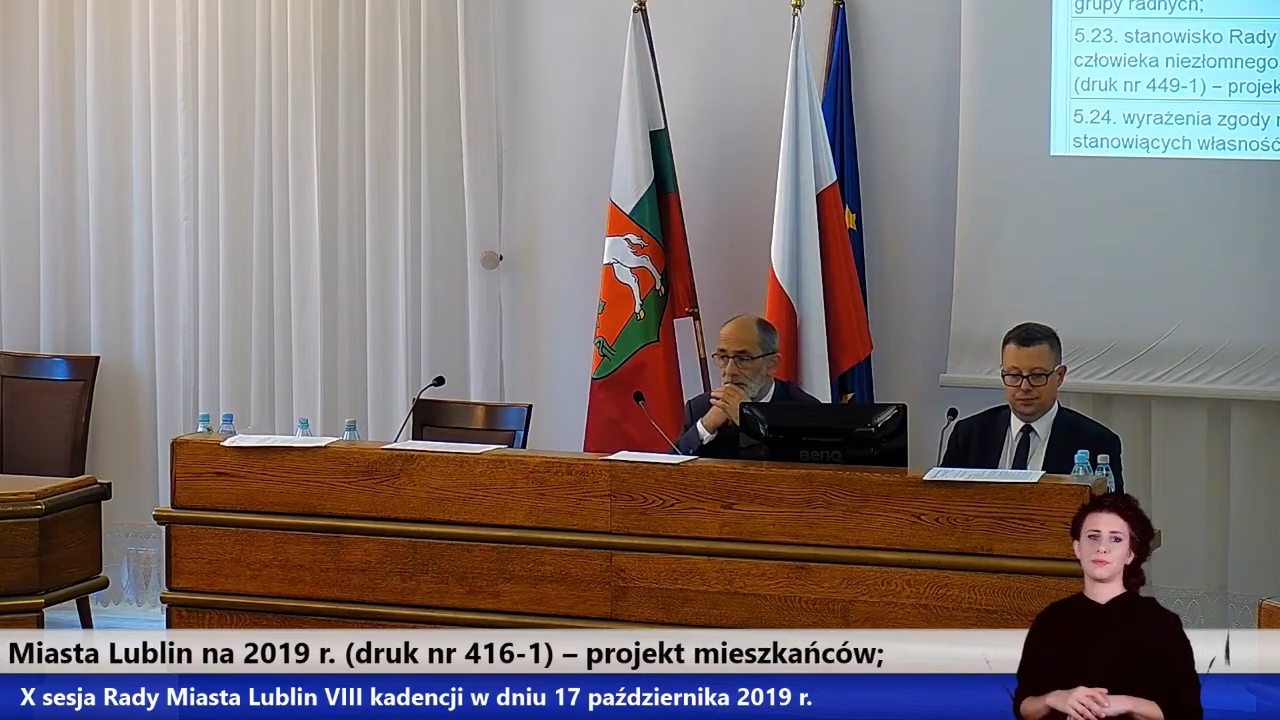 grupy radnych;
5.23. stanowisko Rady
człowieka niezłomnego
(druk nr 449-1) – projek
5.24. wyrażenia zgody
stanowiących własność
BenQ
Miasta Lublin na 2019 r. (druk nr 416-1) – projekt mieszkańców;
X sesja Rady Miasta Lublin VIII kadencji w dniu 17 października 2019 r.